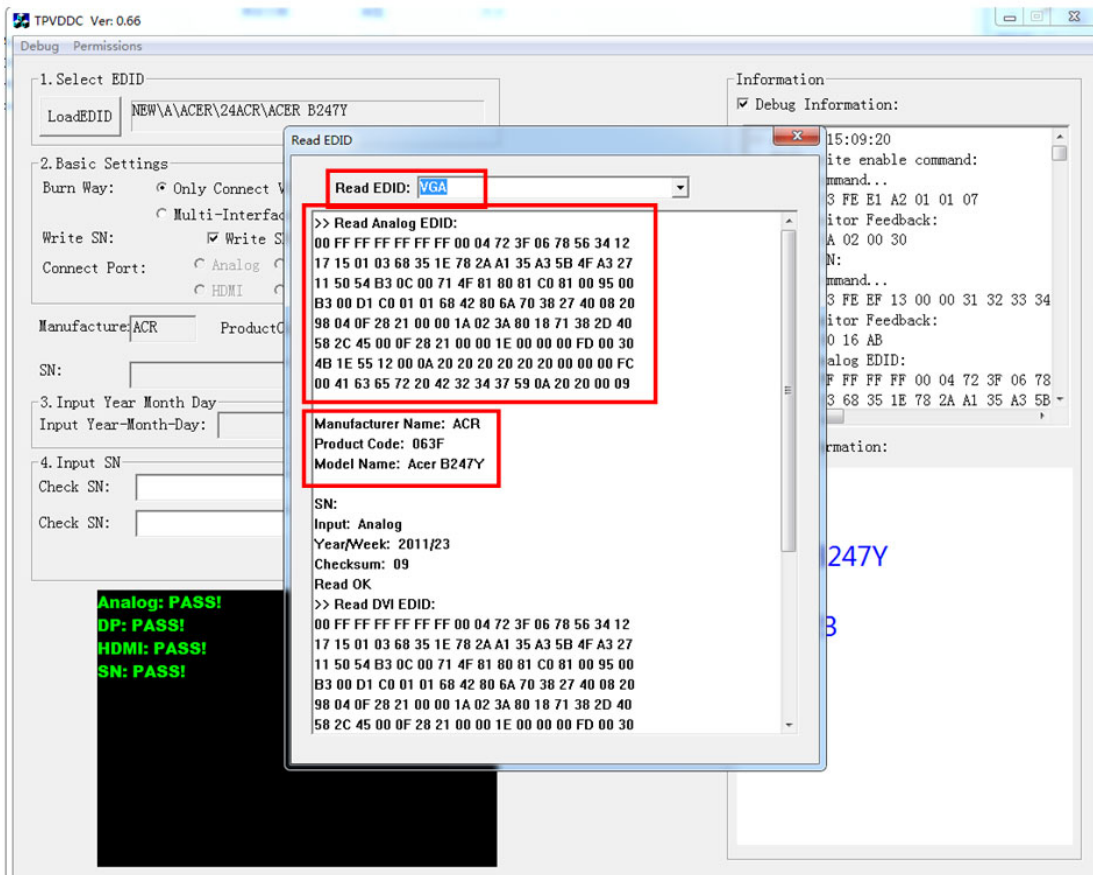 TPVDDC Ver: 0.66
Debug Permissions
1. Select EDID
LoadEDID
NEW\A\ACER\24ACR\ACER B247Y
2. Basic Settings
Burn Way:
Only Connect
Multi-Interfac
Write SN:
Write
Connect Port:
Analog
HDMI
Manufacture
ACR
Product
SN:
3. Input Year Month Day
Input Year-Month-Day:
4. Input SN
Check SN:
Check SN:
Analog: PASS!
DP: PASS!
HDMI: PASS!
SN: PASS!
Read EDID
Read EDID: VGA
>> Read Analog EDID:
00 FF FF FF FF FF FF 00 04 72 3F 06 78 56 34 12
17 15 01 03 68 35 1E 78 2A A1 35 A3 5B 4F A3 27
11 50 54 B3 0C 00 71 4F 81 80 81 C0 81 00 95 00
B3 00 D1 C0 01 01 68 42 80 6A 70 38 27 40 08 20
98 04 0F 28 21 00 00 1A 02 3A 80 18 71 38 2D 40
58 2C 45 00 0F 28 21 00 00 1E 00 00 00 FD 00 30
4B 1E 55 12 00 0A 20 20 20 20 20 20 00 00 00 FC
00 41 63 65 72 20 42 32 34 37 59 0A 20 20 00 09
Manufacturer Name: ACR
Product Code: 063F
Model Name: Acer B247Y
SN:
Input: Analog
Year/Week: 2011/23
Checksum: 09
Read OK
>> Read DVI EDID:
00 FF FF FF FF FF FF 00 04 72 3F 06 78 56 34 12
17 15 01 03 68 35 1E 78 2A A1 35 A3 5B 4F A3 27
11 50 54 B3 0C 00 71 4F 81 80 81 C0 81 00 95 00
B3 00 D1 C0 01 01 68 42 80 6A 70 38 27 40 08 20
98 04 0F 28 21 00 00 1A 02 3A 80 18 71 38 2D 40
58 2C 45 00 0F 28 21 00 00 1E 00 00 00 FD 00 30
Information
Debug Information:
15:09:20
ite enable command:
mmand...
3 FE E1 A2 01 01 07
itor Feedback:
A 02 00 30
N:
mmand...
3 FE EF 13 00 00 31 32 33 34
itor Feedback:
0 16 AB
alog EDID:
F FF FF FF 00 04 72 3F 06 78
3 68 35 1E 78 2A A1 35 A3 5B
rmation:
247Y